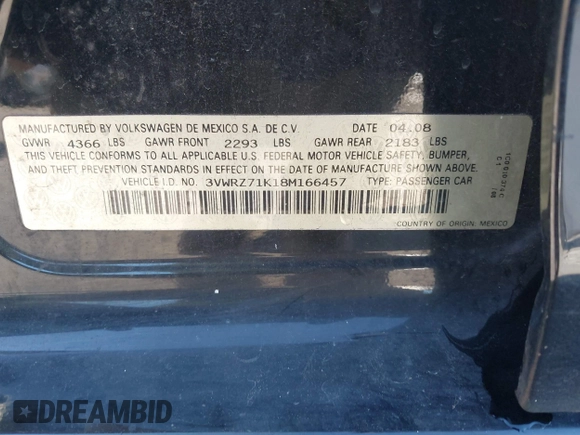 MANUFACTURED BY VOLKSWAGEN DE MEXICO S.A. DE C.V. DATE 04.08
GVWR 4366 LBS GAWR FRONT 2293 LBS GAWR REAR 2183 LBS
THIS VEHICLE CONFORMS TO ALL APPLICABLE U.S. FEDERAL MOTOR VEHICLE SAFETY, BUMPER,
AND THEFT PREVENTION STANDARDS IN EFFECT ON THE DATE OF MANUFACTURE SHOWN ABOVE.
VEHICLE I.D. NO. 3VWRZ71K18M166457 TYPE: PASSENGER CAR
COUNTRY OF ORIGIN: MEXICO
DREAMBID